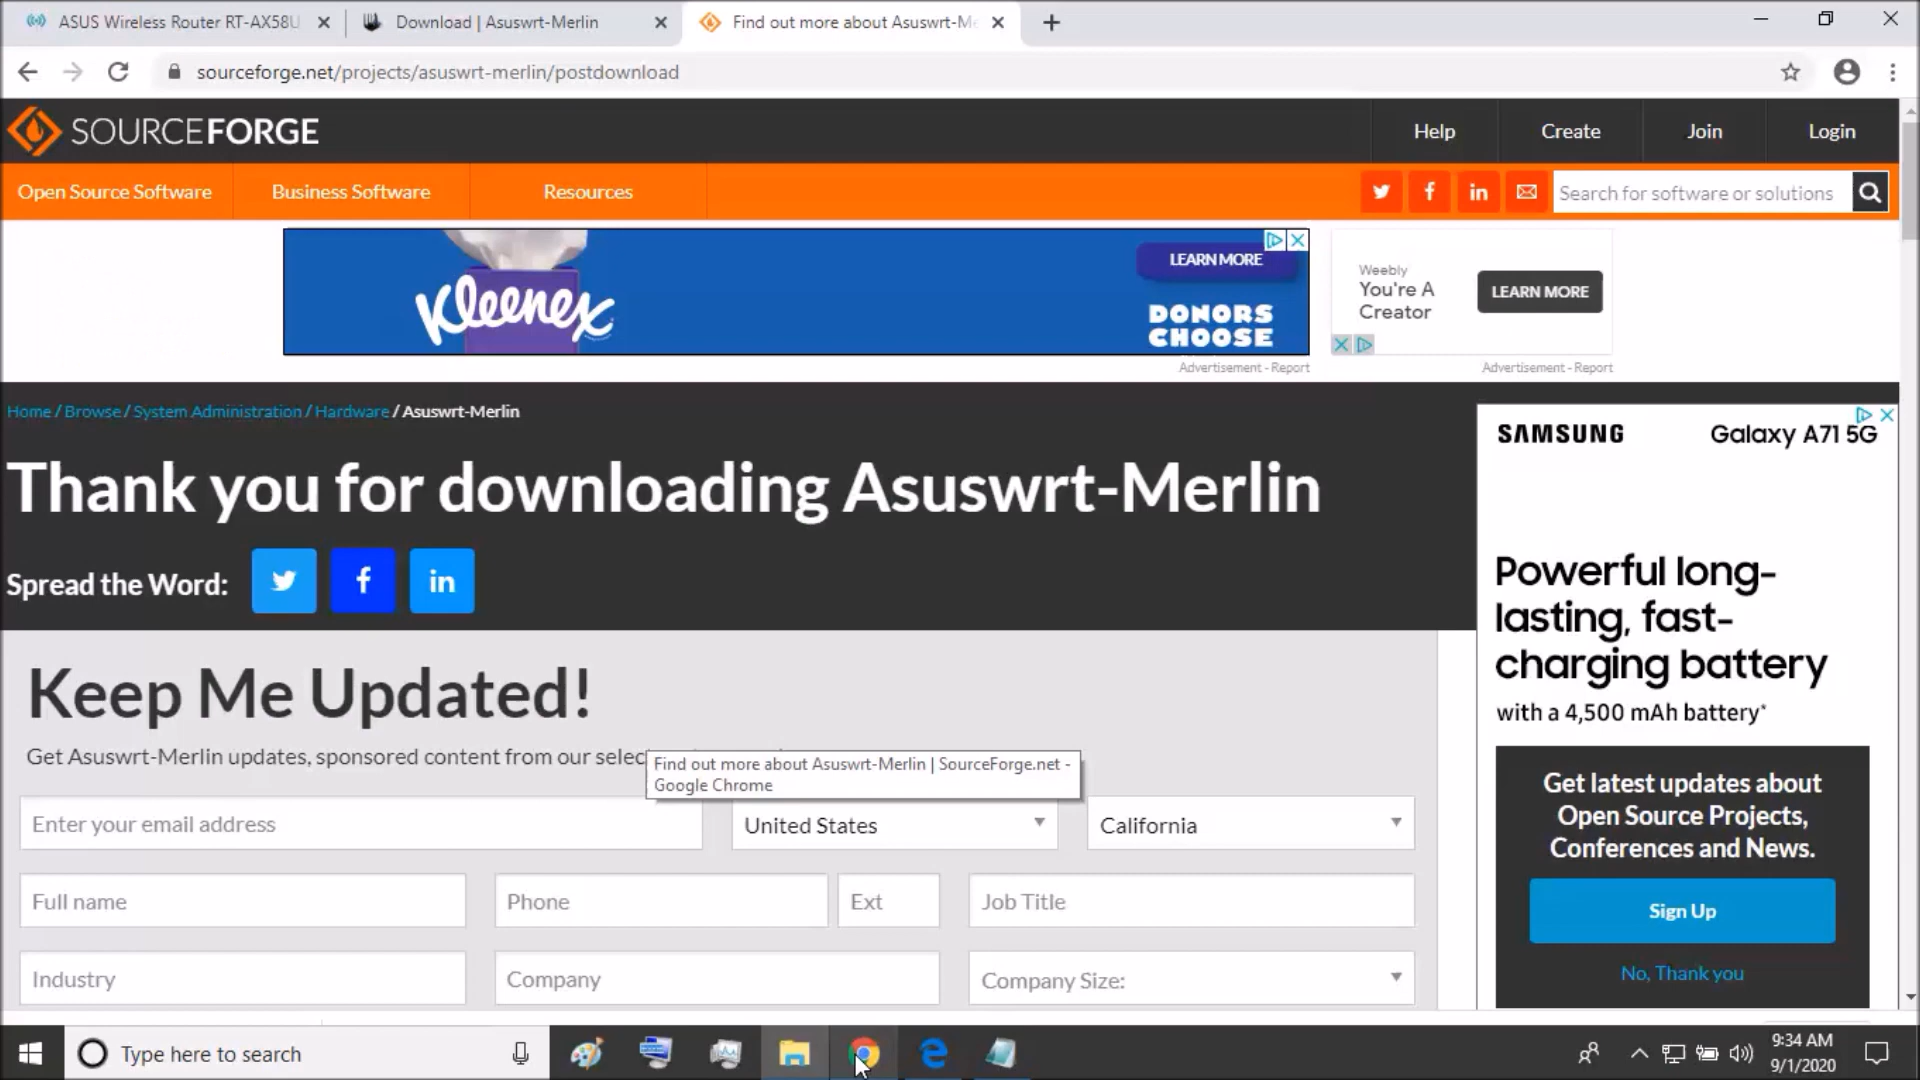 ASUS Wireless Router RT-AX58U
Download | Asuswrt-Merlin
Find out more about Asuswrt-Me
sourceforge.net/projects/asuswrt-merlin/postdownload
SOURCEFORGE
Help
Create
Join
Login
Open Source Software
Business Software
Resources
Search for software or solutions
Kleenex
LEARN MORE
DONORS
CHOOSE
Weebly
You're A
Creator
LEARN MORE
Advertisement - Report
Advertisement - Report
Home / Browse / System Administration / Hardware / Asuswrt-Merlin
Thank you for downloading Asuswrt-Merlin
Spread the Word:
SAMSUNG
Galaxy A71 5G
Powerful long-
lasting, fast-
charging battery
with a 4,500 mAh battery*
Keep Me Updated!
Get Asuswrt-Merlin updates, sponsored content from our selec
Find out more about Asuswrt-Merlin | SourceForge.net -
Google Chrome
Enter your email address
United States
California
Full name
Phone
Ext
Job Title
Industry
Company
Company Size:
Get latest updates about
Open Source Projects,
Conferences and News.
Sign Up
No, Thank you
Type here to search
9:34 AM
9/1/2020